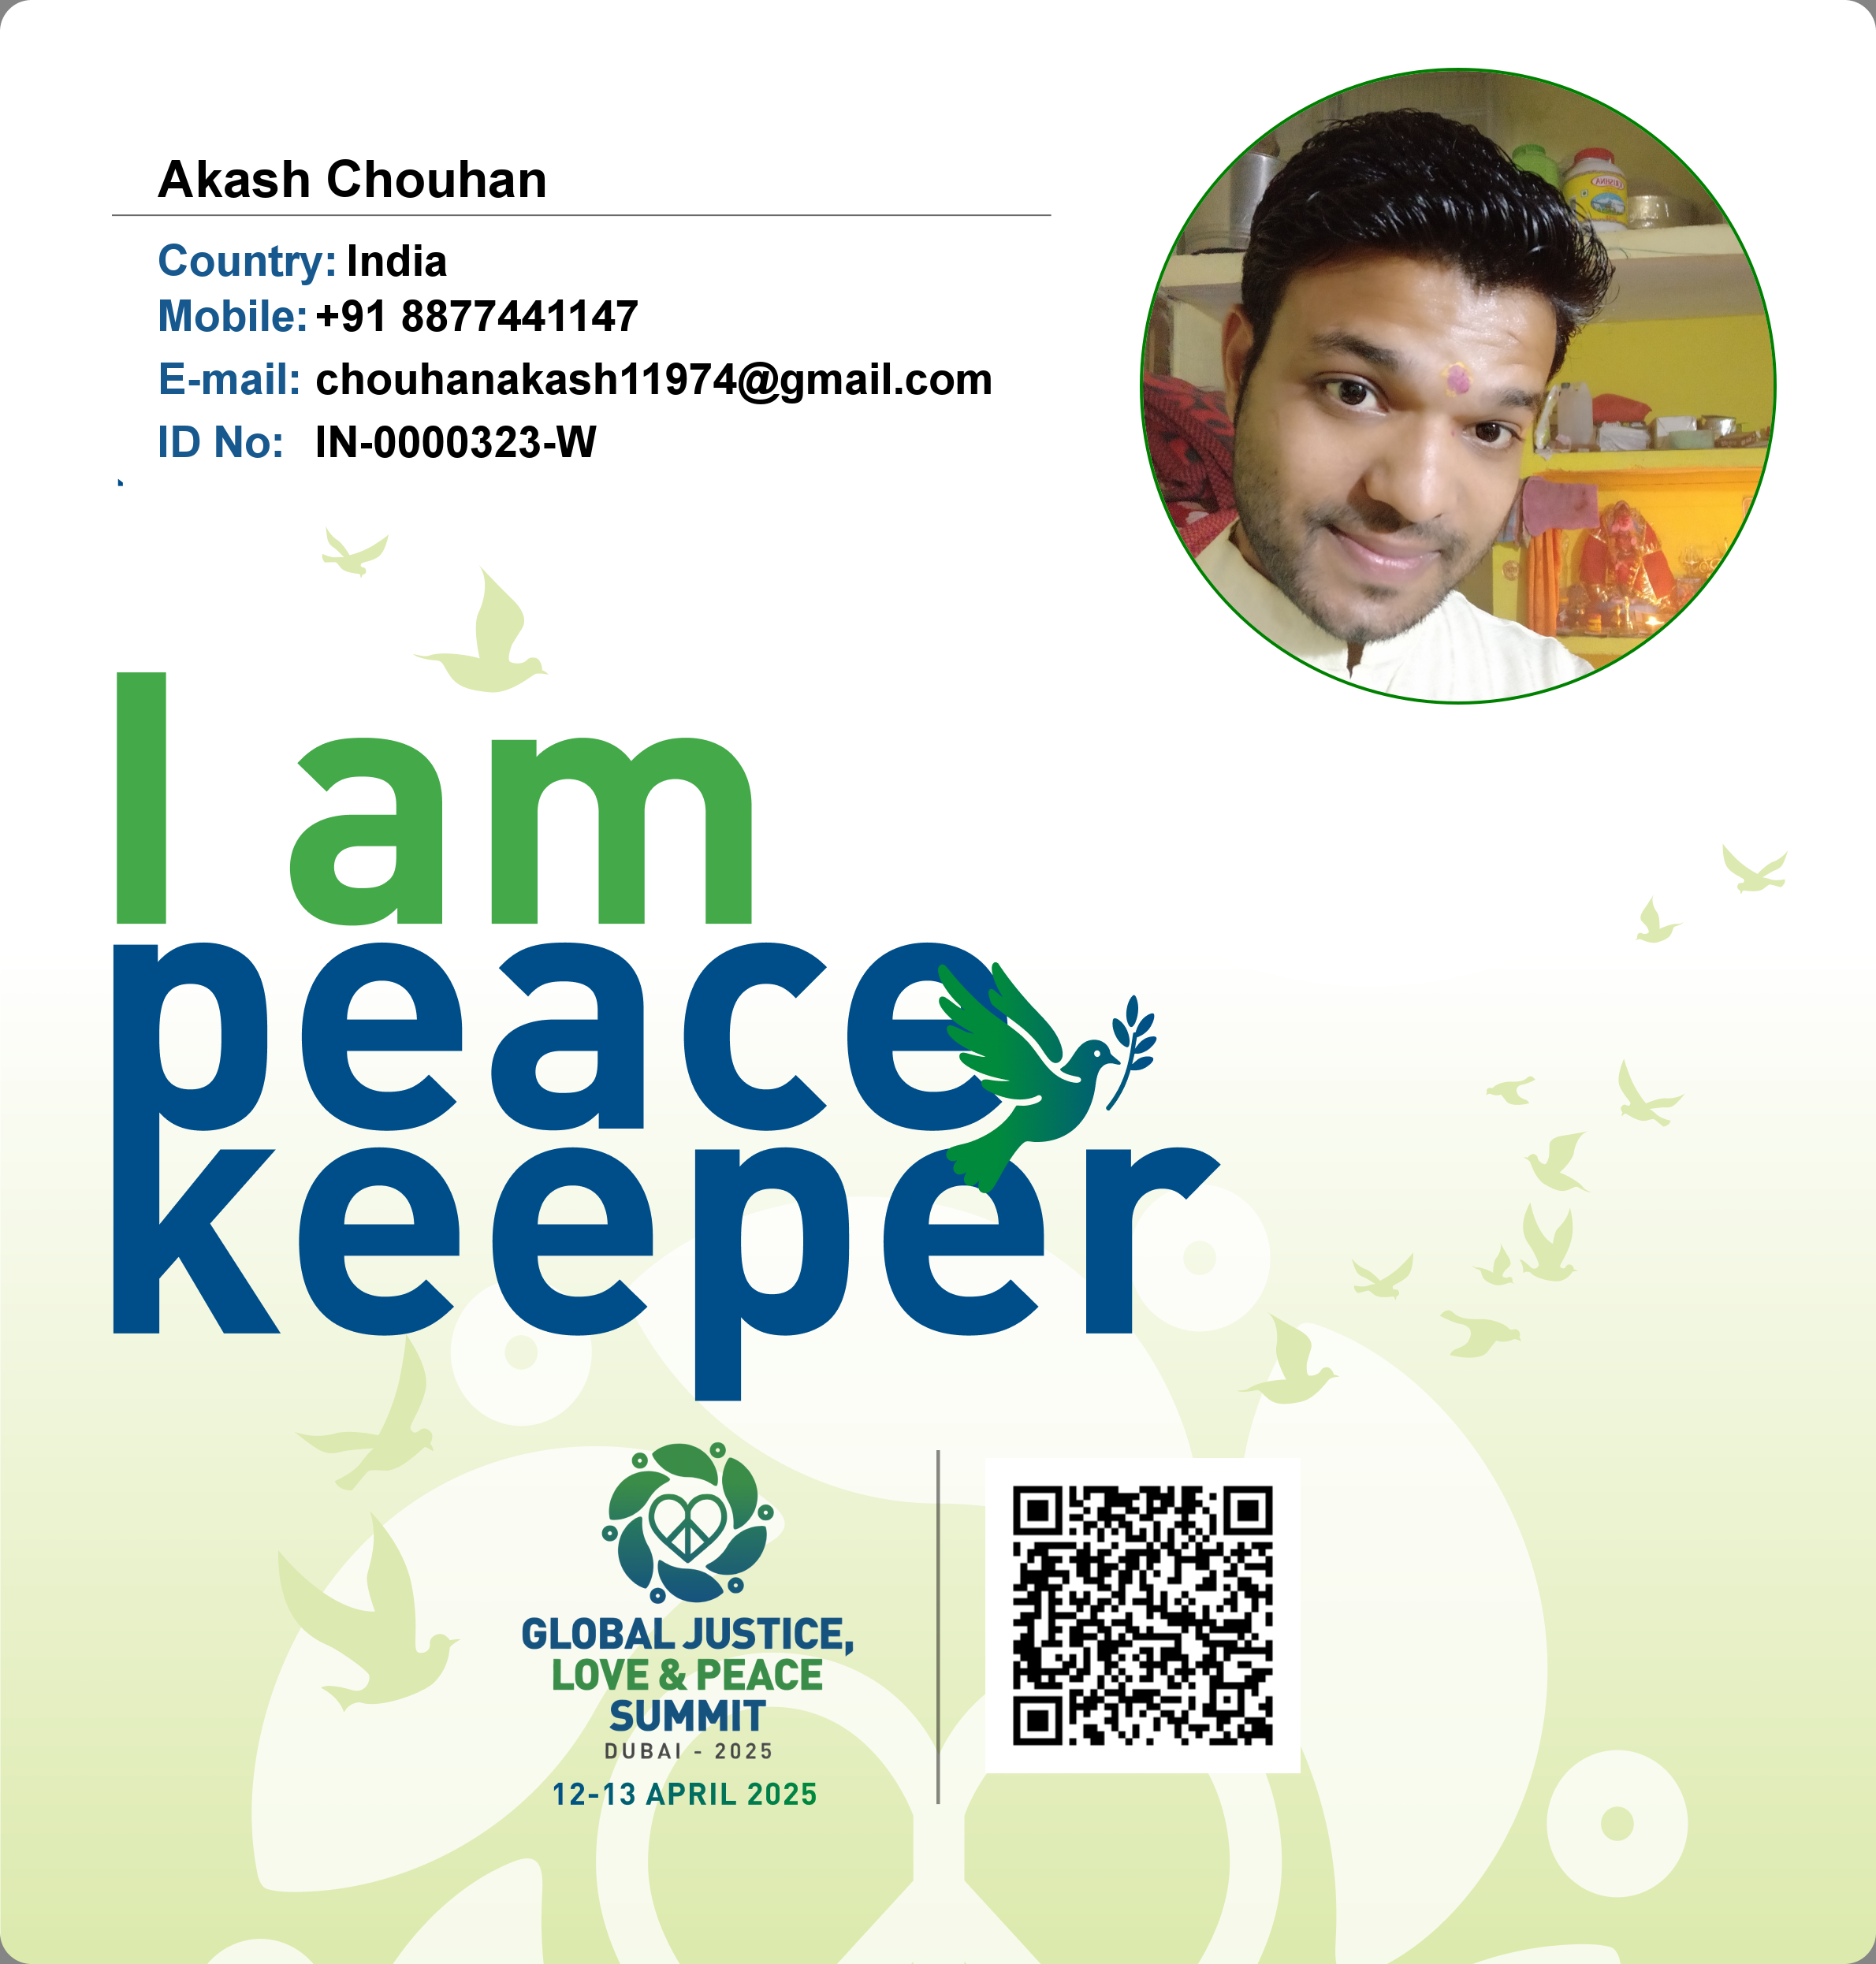 Akash Chouhan
Country: India
Mobile: +91 8877441147
E-mail: chouhanakash11974@gmail.com
ID No: IN-0000323-W
I am
peace
keeper
GLOBAL JUSTICE,
LOVE & PEACE
SUMMIT
DUBAI - 2025
12-13 APRIL 2025